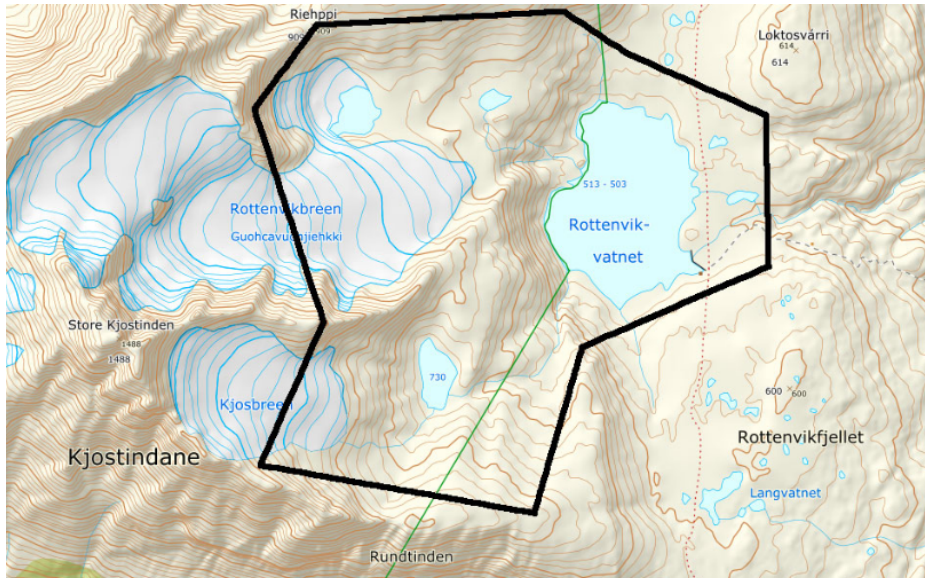 Riehppi
909
909
Loktosvárri
614
614
513 - 503
Rottenvikbreen
Guohcavuonjiehkki
Rottenvik-
vatnet
Store Kjostinden
1488
1488
730
Kjosbreen
600
600
Kjostindane
Rottenvikfjellet
Langvatnet
Rundtinden